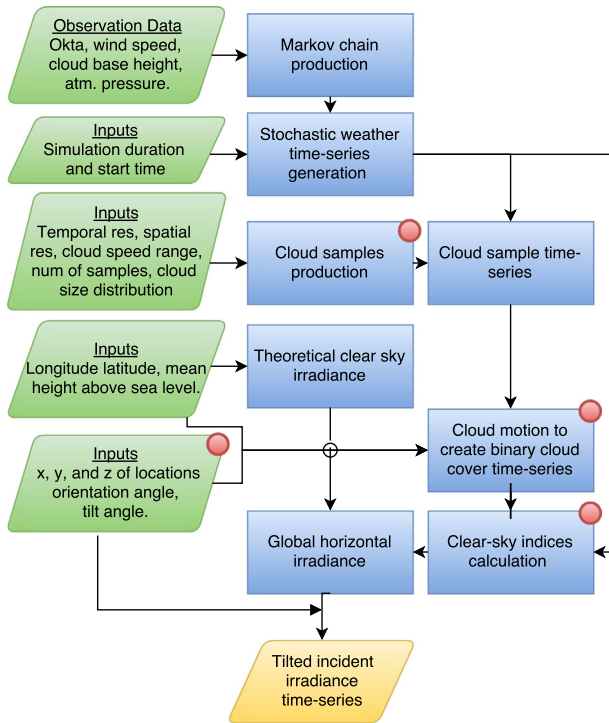 Observation Data
Okta, wind speed,
cloud base height,
atm. pressure.
Markov chain
production
Inputs
Simulation duration
and start time
Stochastic weather
time-series
generation
Inputs
Temporal res, spatial
res, cloud speed range,
num of samples, cloud
size distribution
Cloud samples
production
Cloud sample time-
series
Inputs
Longitude latitude, mean
height above sea level.
Theoretical clear sky
irradiance
Inputs
x, y, and z of locations
orientation angle,
tilt angle.
Cloud motion to
create binary cloud
cover time-series
Global horizontal
irradiance
Clear-sky indices
calculation
Tilted incident
irradiance
time-series